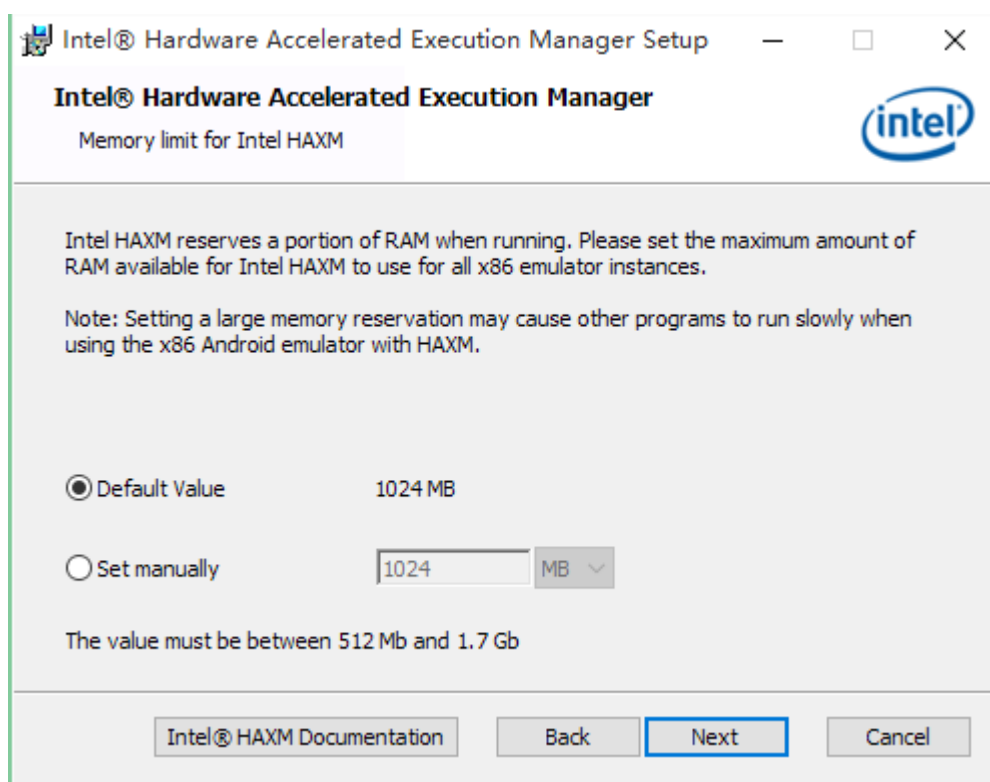 Intel® Hardware Accelerated Execution Manager Setup
Intel® Hardware Accelerated Execution Manager
Memory limit for Intel HAXM
intel
Intel HAXM reserves a portion of RAM when running. Please set the maximum amount of
RAM available for Intel HAXM to use for all x86 emulator instances.
Note: Setting a large memory reservation may cause other programs to run slowly when
using the x86 Android emulator with HAXM.
Default Value 1024 MB
Set manually 1024 MB
The value must be between 512 Mb and 1.7 Gb
Intel® HAXM Documentation Back Next Cancel